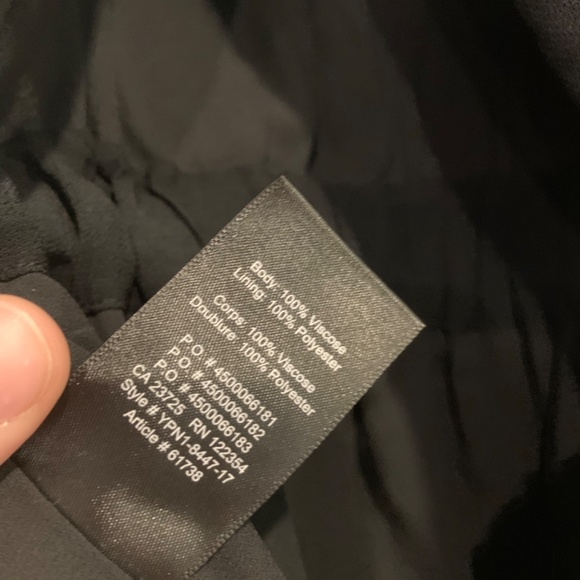 Body: 100% Viscose
Lining: 100% Polyester
Corps: 100% Viscose
Doublure: 100% Rolyester
P.O. # 4500066181
P.O. # 4500066182
P.O. # 4500066183
CA 23725 RN 122354
Style # YPN1-8447-17
Article # 61738